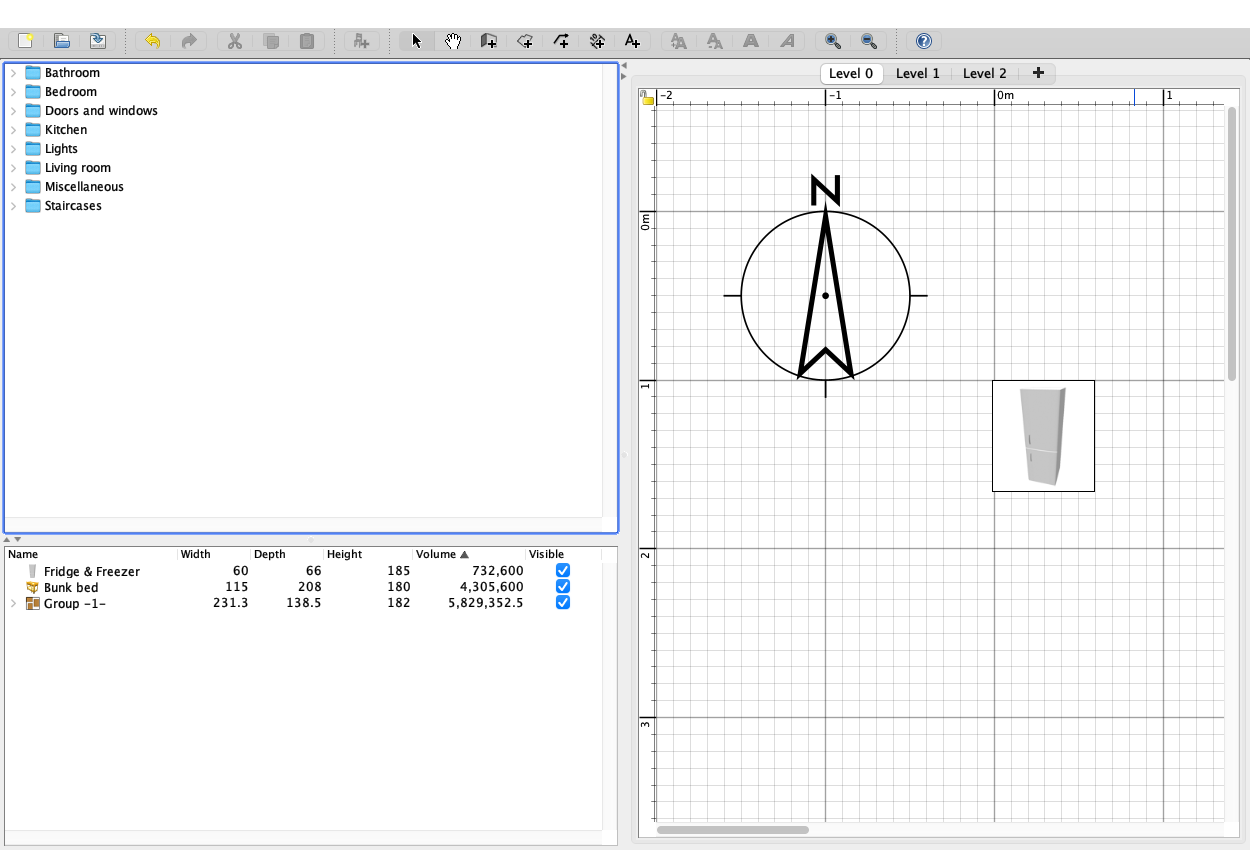 Bathroom
Bedroom
Doors and windows
Kitchen
Lights
Living room
Miscellaneous
Staircases
Name Width Depth Height Volume Visible
Fridge & Freezer 60 66 185 732,600
Bunk bed 115 208 180 4,305,600
Group -1- 231.3 138.5 182 5,829,352.5
Level 0 Level 1 Level 2 +
-2 -1 0m 1
N
0m
1
2
3